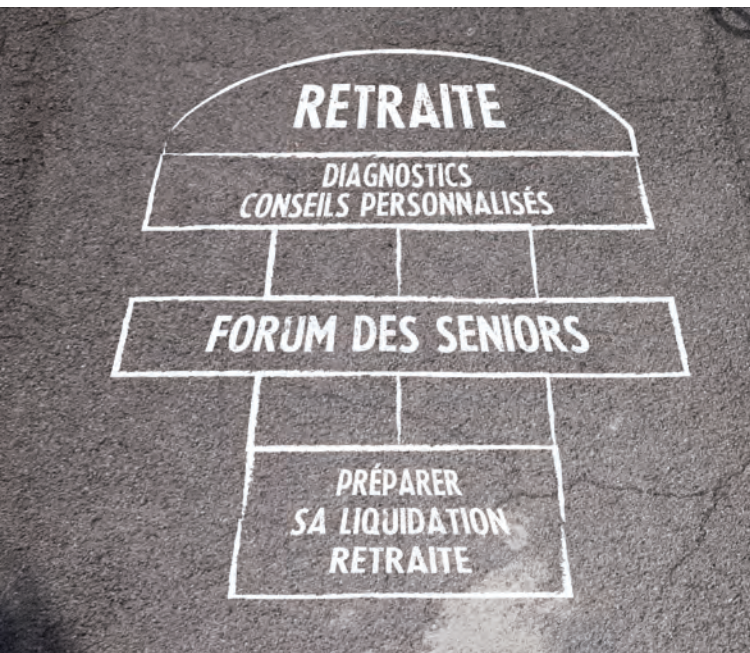 RETRAITE
DIAGNOSTICS
CONSEILS PERSONNALISÉS
FORUM DES SENIORS
PRÉPARER
SA LIQUIDATION
RETRAITE